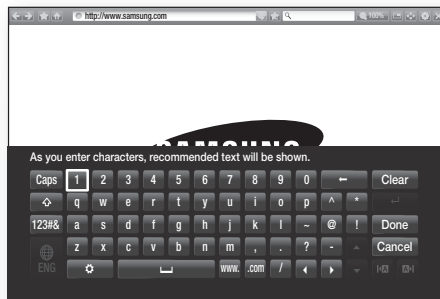 http://www.samsung.com 100%
SAMSUNG
As you enter characters, recommended text will be shown.
Caps 1 2 3 4 5 6 7 8 9 0 Clear
q w e r t y u i o p ^ *
123#& a s d f g h j k l ~ @ ! Done
z x c v b n m , . ? - Cancel
ENG www. .com /